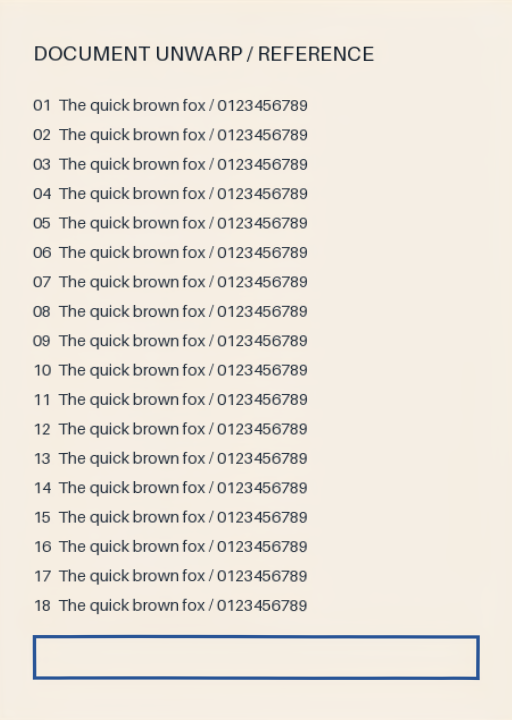 DOCUMENT UNWARP / REFERENCE
01 The quick brown fox / 0123456789
02 The quick brown fox / 0123456789
03 The quick brown fox / 0123456789
04 The quick brown fox / 0123456789
05 The quick brown fox / 0123456789
06 The quick brown fox / 0123456789
07 The quick brown fox / 0123456789
08 The quick brown fox / 0123456789
09 The quick brown fox / 0123456789
10 The quick brown fox / 0123456789
11 The quick brown fox / 0123456789
12 The quick brown fox / 0123456789
13 The quick brown fox / 0123456789
14 The quick brown fox / 0123456789
15 The quick brown fox / 0123456789
16 The quick brown fox / 0123456789
17 The quick brown fox / 0123456789
18 The quick brown fox / 0123456789